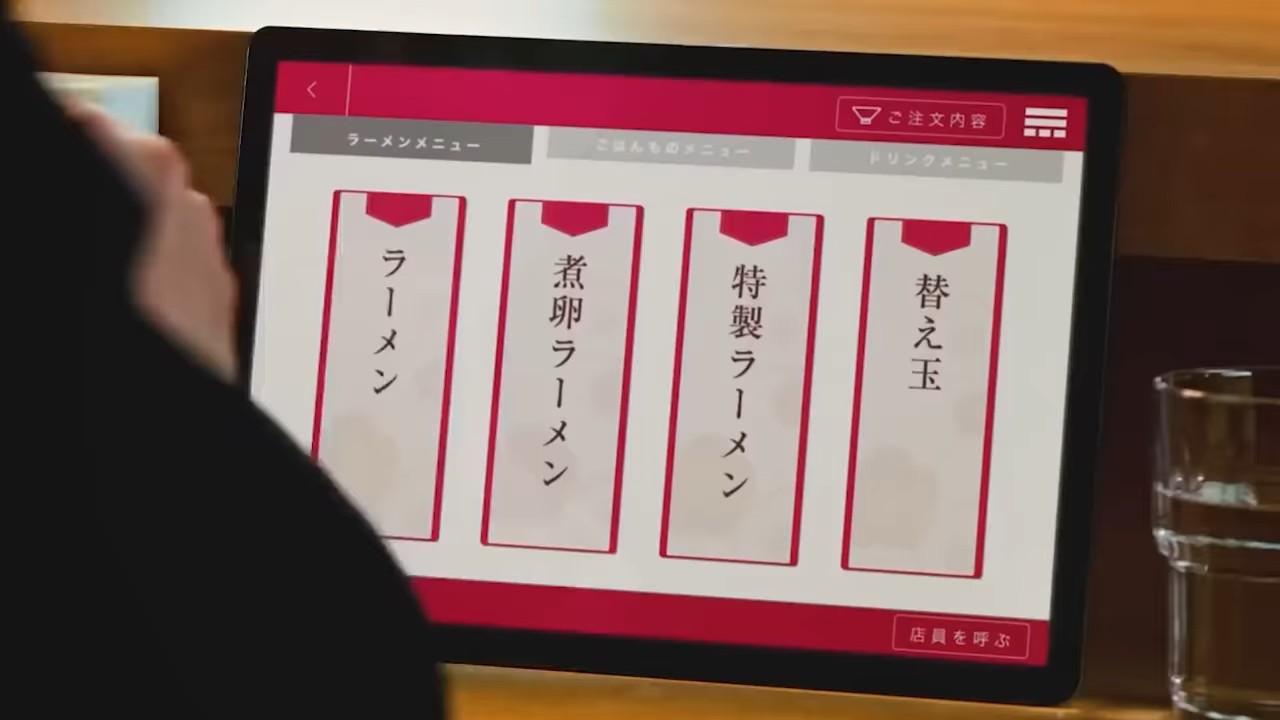 ご注文内容
ラーメンメニュー
ごはんものメニュー
ドリンクメニュー
ラーメン
煮卵ラーメン
特製ラーメン
替え玉
店員を呼ぶ